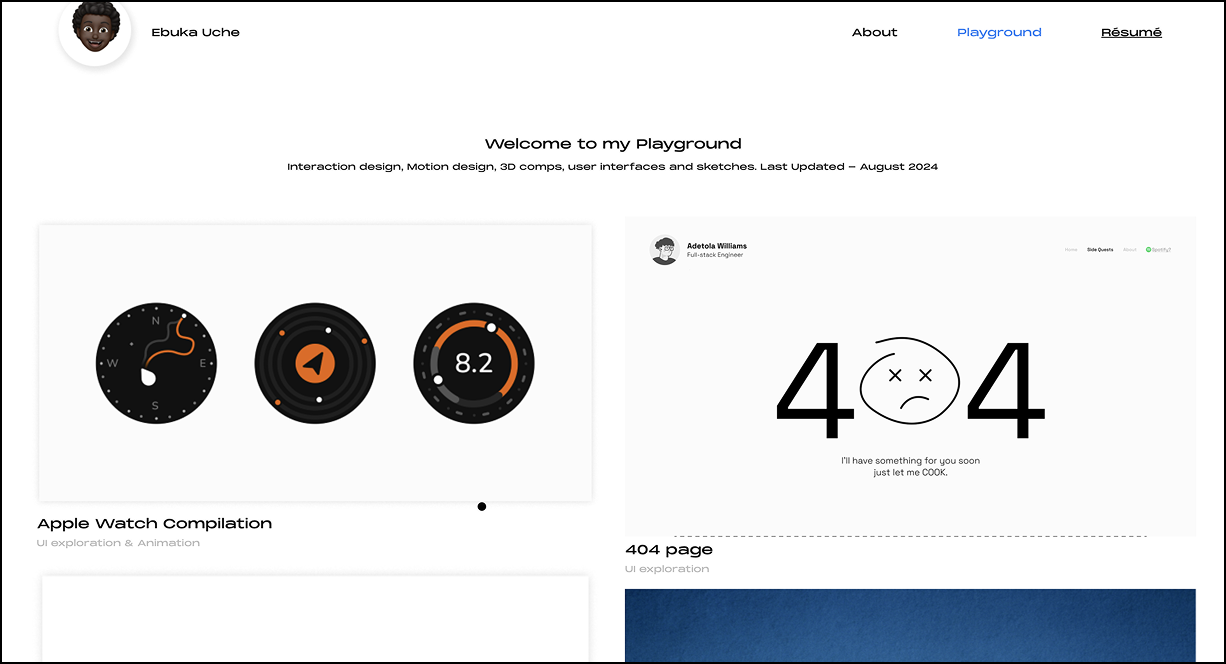 Ebuka Uche
About
Playground
Résumé
Welcome to my Playground
Interaction design, Motion design, 3D comps, user interfaces and sketches. Last Updated – August 2024
N
W
E
S
8.2
Apple Watch Compilation
UI exploration & Animation
Adetola Williams
Full-stack Engineer
Home
Side Quests
About
Spotify?
4 4
I'll have something for you soon
just let me COOK.
404 page
UI exploration